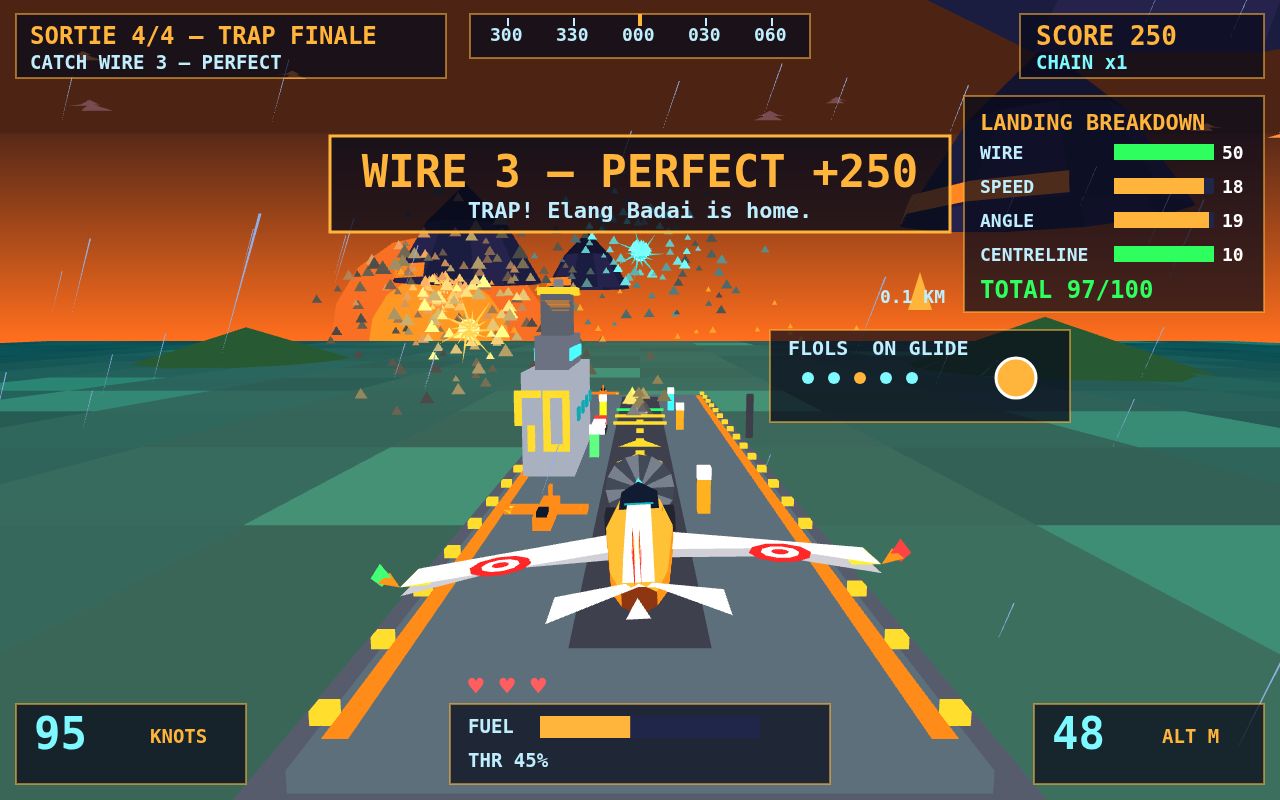 SORTIE 4/4 — TRAP FINALE
CATCH WIRE 3 — PERFECT
300 330 000 030 060
SCORE 250
CHAIN x1
WIRE 3 — PERFECT +250
TRAP! Elang Badai is home.
LANDING BREAKDOWN
WIRE 50
SPEED 18
ANGLE 19
CENTRELINE 10
TOTAL 97/100
0.1 KM
FLOLS ON GLIDE
95 KNOTS
FUEL
THR 45%
48 ALT M